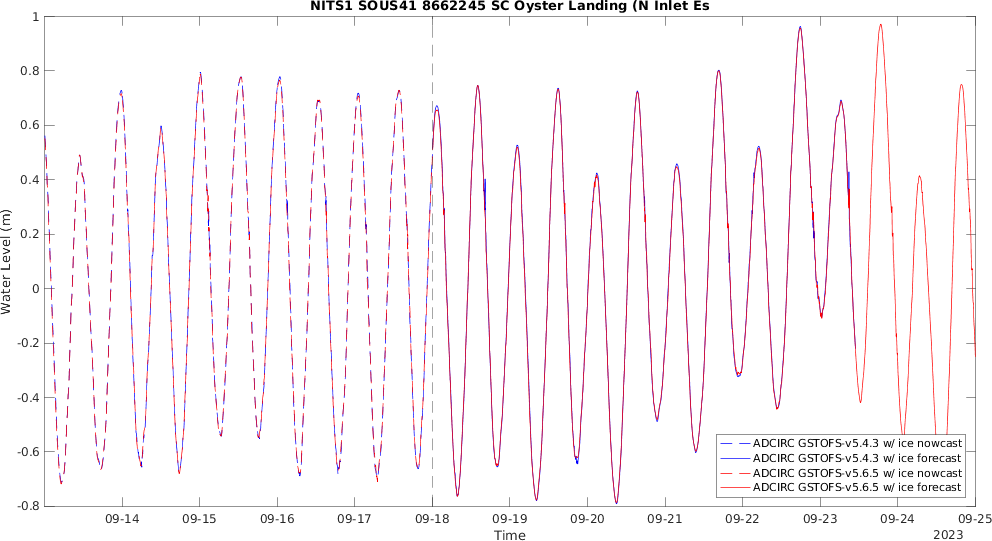 NITS1 SOUS41 8662245 SC Oyster Landing (N Inlet Es
1
0.8
0.6
0.4
0.2
0
-0.2
-0.4
-0.6
-0.8
Water Level (m)
ADCIRC GSTOFS-v5.4.3 w/ ice nowcast
ADCIRC GSTOFS-v5.4.3 w/ ice forecast
ADCIRC GSTOFS-v5.6.5 w/ ice nowcast
ADCIRC GSTOFS-v5.6.5 w/ ice forecast
09-14 09-15 09-16 09-17 09-18 09-19 09-20 09-21 09-22 09-23 09-24 09-25
Time
2023